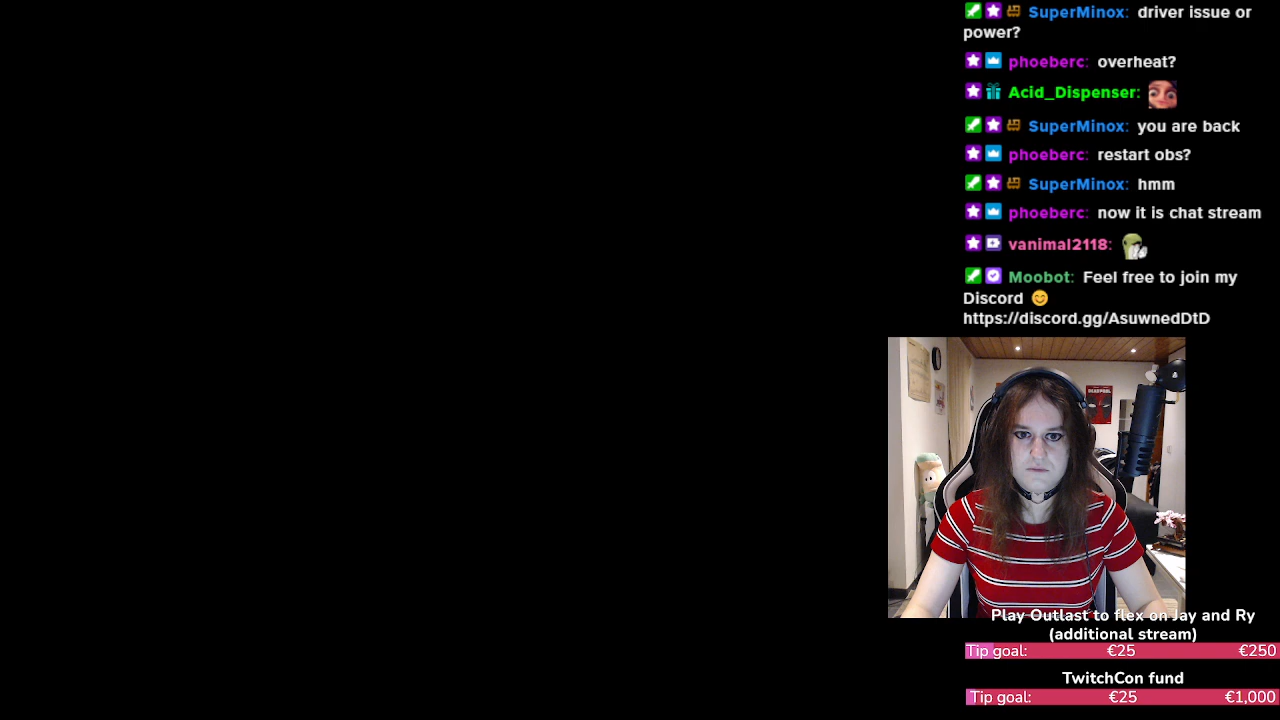 SuperMinox: driver issue or
power?
phoeberc: overheat?
Acid_Dispenser:
SuperMinox: you are back
phoeberc: restart obs?
SuperMinox: hmm
phoeberc: now it is chat stream
vanimal2118:
Moobot: Feel free to join my
Discord 😊
https://discord.gg/AsuwnedDtD
DEADPOOL
Play Outlast to flex on Jay and Ry
(additional stream)
Tip goal: €25 €250
TwitchCon fund
Tip goal: €25 €1,000